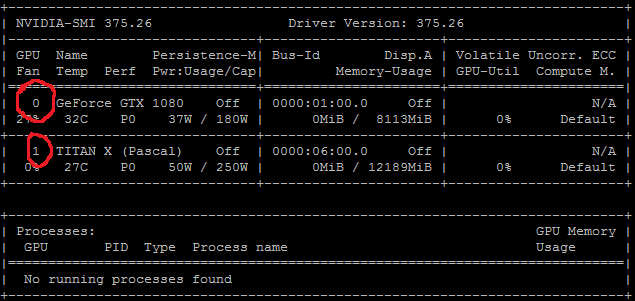 NVIDIA-SMI 375.26 Driver Version: 375.26
GPU Name Persistence-M| Bus-Id Disp.A | Volatile Uncorr. ECC
Fan Temp Perf Pwr:Usage/Cap| Memory-Usage | GPU-Util Compute M.
0 GeForce GTX 1080 Off | 0000:01:00.0 | N/A
32C P0 37W / 180W | 0MiB / 8113MiB | 0% Default
1 TITAN X (Pascal) Off | 0000:06:00.0 | N/A
0% 27C P0 50W / 250W | 0MiB / 12189MiB | 0% Default
Processes: GPU Memory
GPU PID Type Process name Usage
No running processes found